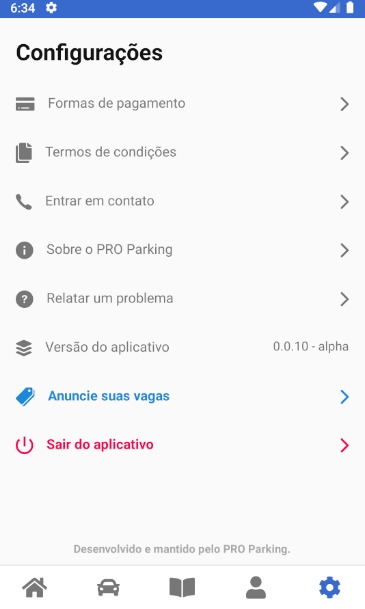 6:34
Configurações
Formas de pagamento
Termos de condições
Entrar em contato
Sobre o PRO Parking
Relatar um problema
Versão do aplicativo 0.0.10 - alpha
Anuncie suas vagas
Sair do aplicativo
Desenvolvido e mantido pelo PRO Parking.